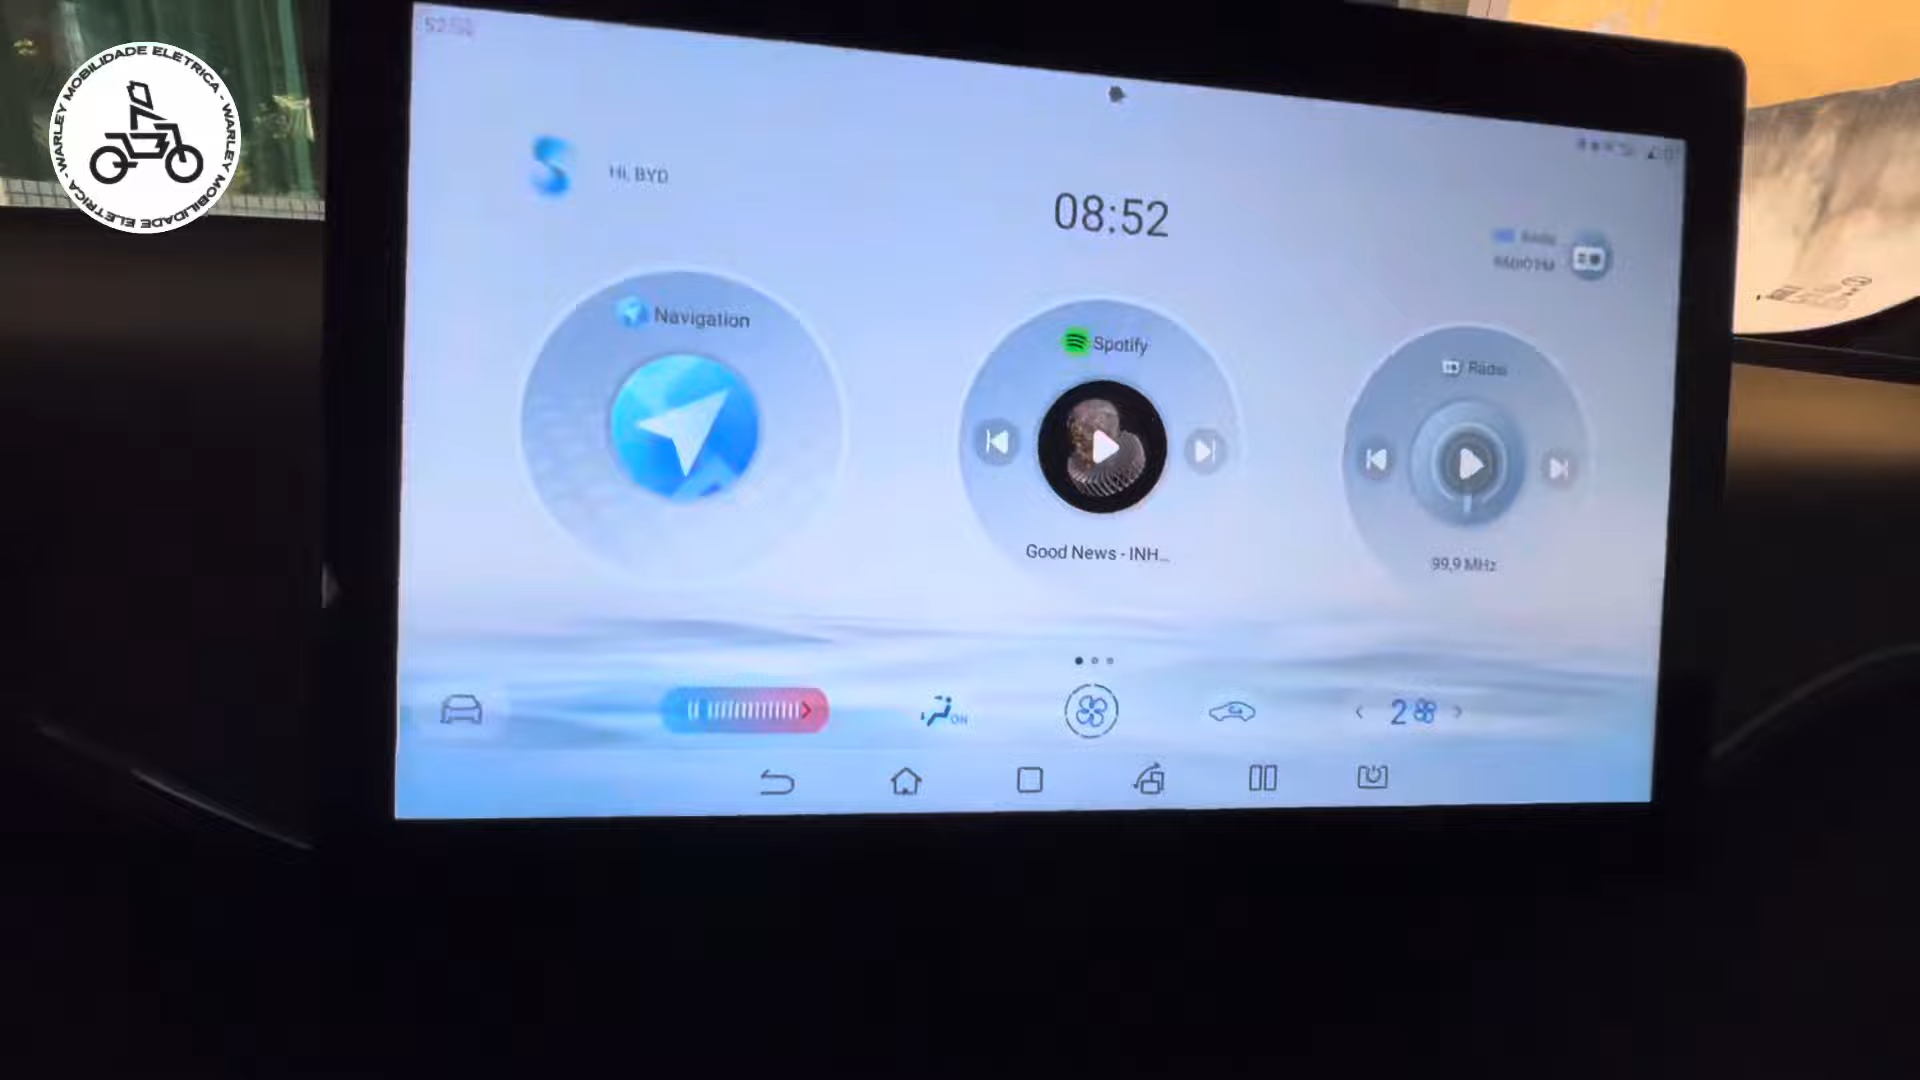 WARLEY MOBILIDADE ELETRICA - WARLEY MOBILIDADE ELETRICA -
Hi, BYD
08:52
Navigation
Spotify
Good News - INH...
Radio
99,9 MHz
ON
2